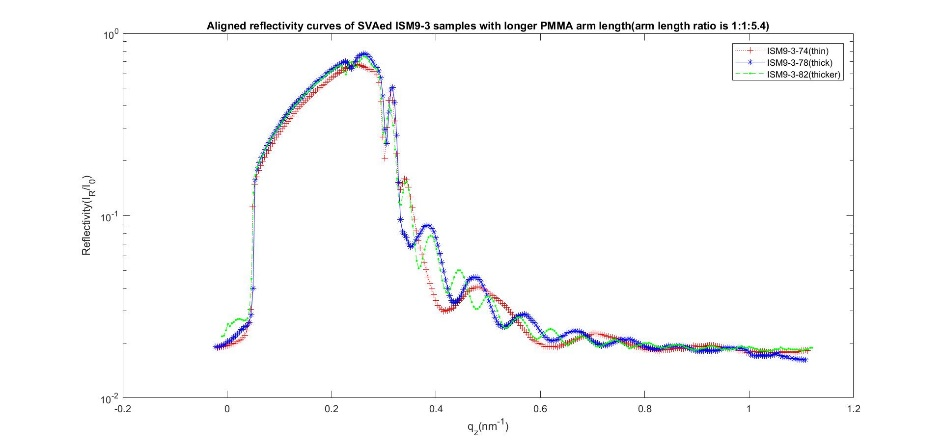 Aligned reflectivity curves of SVAed ISM9-3 samples with longer PMMA arm length(arm length ratio is 1:1:5.4)
10^0
ISM9-3-74(thin)
ISM9-3-78(thick)
ISM9-3-82(thicker)
Reflectivity(I_R/I_0)
10^-1
10^-2
-0.2 0 0.2 0.4 0.6 0.8 1 1.2
q_z(nm^-1)